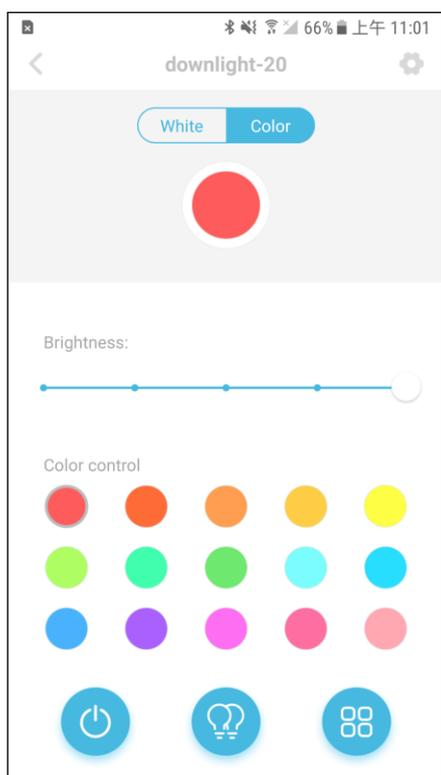 66% 上午 11:01
downlight-20
White Color
Brightness:
Color control